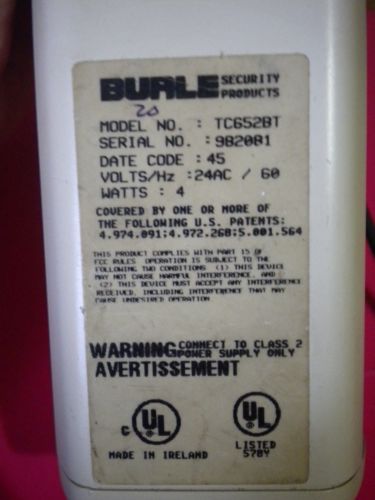 BURLE SECURITY PRODUCTS
20
MODEL NO. : TC652BT
SERIAL NO. : 982081
DATE CODE : 45
VOLTS/Hz : 24AC / 60
WATTS : 4
COVERED BY ONE OR MORE OF
THE FOLLOWING U.S. PATENTS:
4.974.091;4.972.268;5.001.564
THIS PRODUCT COMPLIES WITH PART 15 OF
FCC RULES OPERATION IS SUBJECT TO THE
FOLLOWING TWO CONDITIONS (1) THIS DEVICE
MAY NOT CAUSE HARMFUL INTERFERENCE, AND
(2) THIS DEVICE MUST ACCEPT ANY INTERFERENCE
RECEIVED, INCLUDING INTERFERENCE THAT MAY
CAUSE UNDESIRED OPERATION
WARNING CONNECT TO CLASS 2 POWER SUPPLY ONLY
AVERTISSEMENT
C UL
UL
LISTED
MADE IN IRELAND
578Y